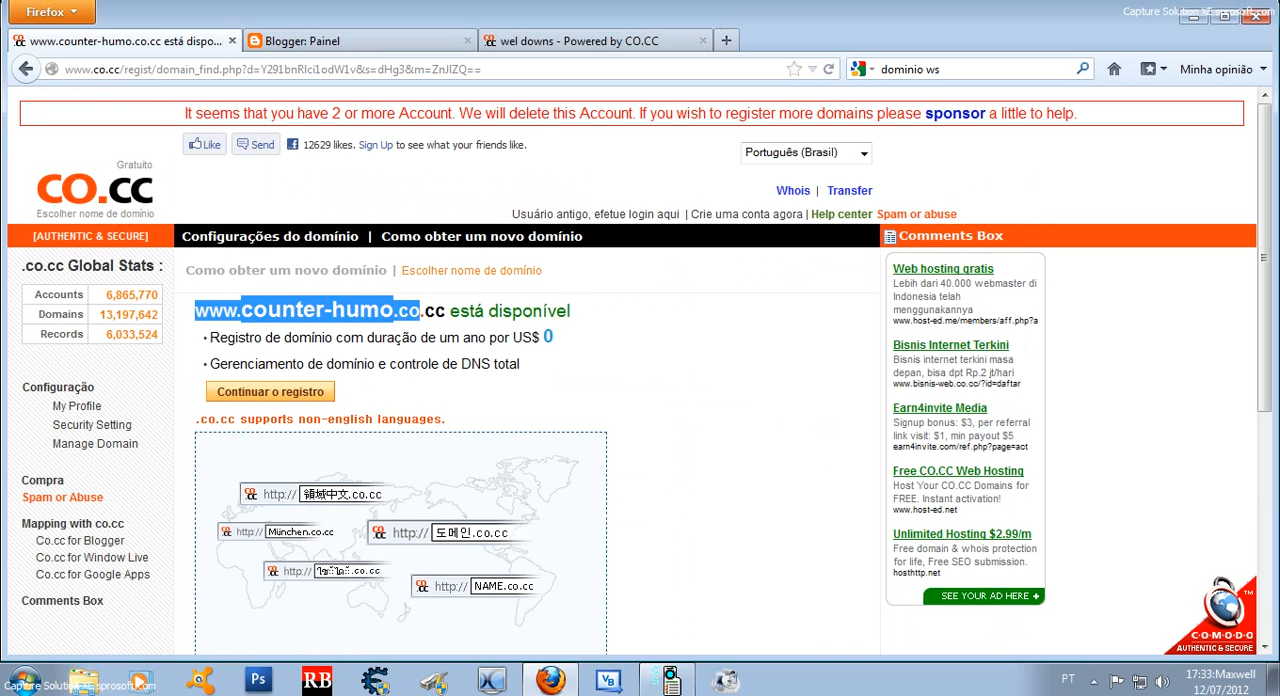 Firefox
Capture Solution XE sprosoft.com
www.counter-humo.co.cc está dispo...
Blogger: Painel
wel downs - Powered by CO.CC
www.co.cc/regist/domain_find.php?d=Y291bnRlci1odW1v&s=dHg3&m=ZnJlZQ==
dominio ws
Minha opinião
It seems that you have 2 or more Account. We will delete this Account. If you wish to register more domains please sponsor a little to help.
Like
Send
12629 likes. Sign Up to see what your friends like.
Português (Brasil)
Gratuito
CO.CC
Escolher nome de domínio
Whois | Transfer
Usuário antigo, efetue login aqui | Crie uma conta agora | Help center Spam or abuse
[AUTHENTIC & SECURE]
Configurações do domínio | Como obter um novo domínio
Comments Box
.co.cc Global Stats :
Accounts 6,865,770
Domains 13,197,642
Records 6,033,524
Configuração
My Profile
Security Setting
Manage Domain
Compra
Spam or Abuse
Mapping with co.cc
Co.cc for Blogger
Co.cc for Window Live
Co.cc for Google Apps
Comments Box
Como obter um novo domínio | Escolher nome de domínio
www.counter-humo.co.cc está disponível
• Registro de domínio com duração de um ano por US$ 0
• Gerenciamento de domínio e controle de DNS total
Continuar o registro
.co.cc supports non-english languages.
http:// 領域中文.co.cc
http:// München.co.cc
http:// 도메인.co.cc
http:// .co.cc
http:// NAME.co.cc
Web hosting gratis
Lebih dari 40.000 webmaster di
Indonesia telah
menggunakannya
www.host-ed.me/members/aff.php?a
Bisnis Internet Terkini
Bisnis internet terkini masa
depan, bisa dpt Rp.2 jt/hari
www.bisnis-web.co.cc/?id=daftar
Earn4invite Media
Signup bonus: $3, per referral
link visit: $1, min payout $5
earn4invite.com/ref.php?page=act
Free CO.CC Web Hosting
Host Your CO.CC Domains for
FREE. Instant activation!
www.host-ed.net
Unlimited Hosting $2.99/m
Free domain & whois protection
for life, Free SEO submission.
hosthttp.net
SEE YOUR AD HERE +
TM
C·O·M·O·D·O
AUTHENTIC & SECURE
Ps
RB
VB
PT
17:33:Maxwell
12/07/2012
Capture Solution XE sprosoft.com